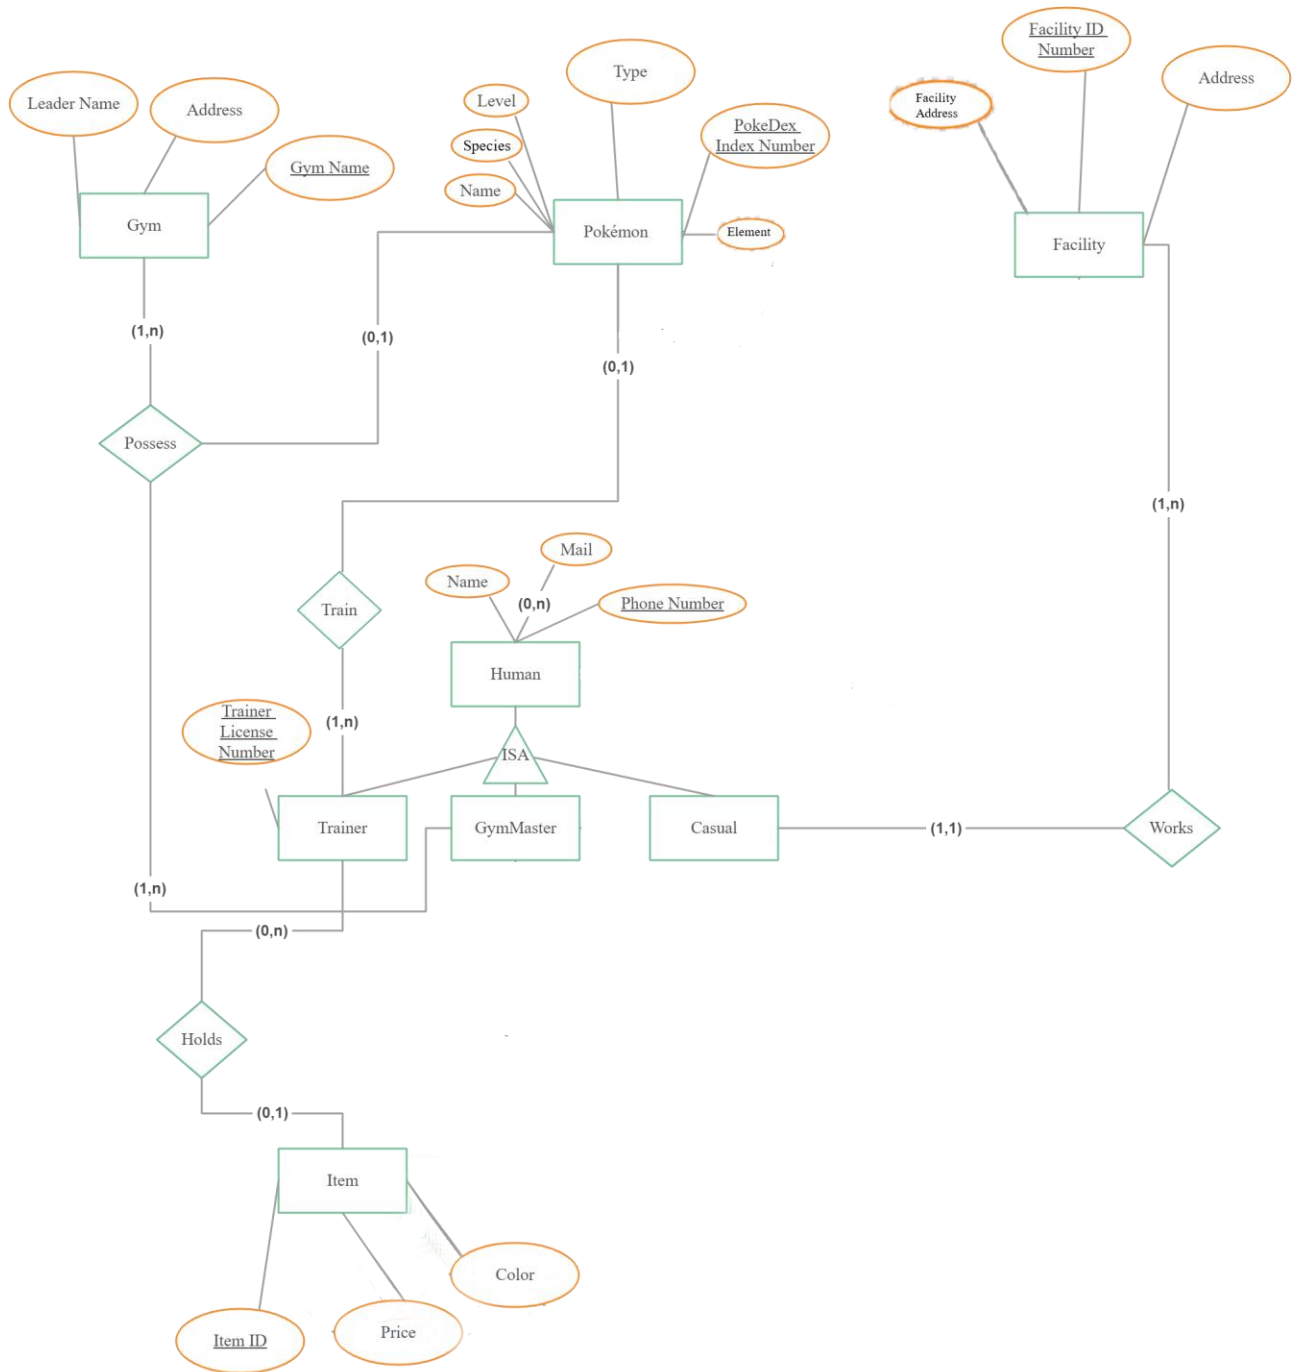 Facility ID
Number
Type
Address
Leader Name
Level
Facility
Address
Address
PokeDex
Index Number
Species
Gym Name
Name
Gym
Pokémon
Element
Facility
(1,n)
(0,1)
(0,1)
Possess
(1,n)
Mail
Name
(0,n)
Phone Number
Train
Human
Trainer
License
Number
(1,n)
ISA
Trainer
GymMaster
Casual
(1,1)
Works
(1,n)
(0,n)
Holds
(0,1)
Item
Color
Item ID
Price